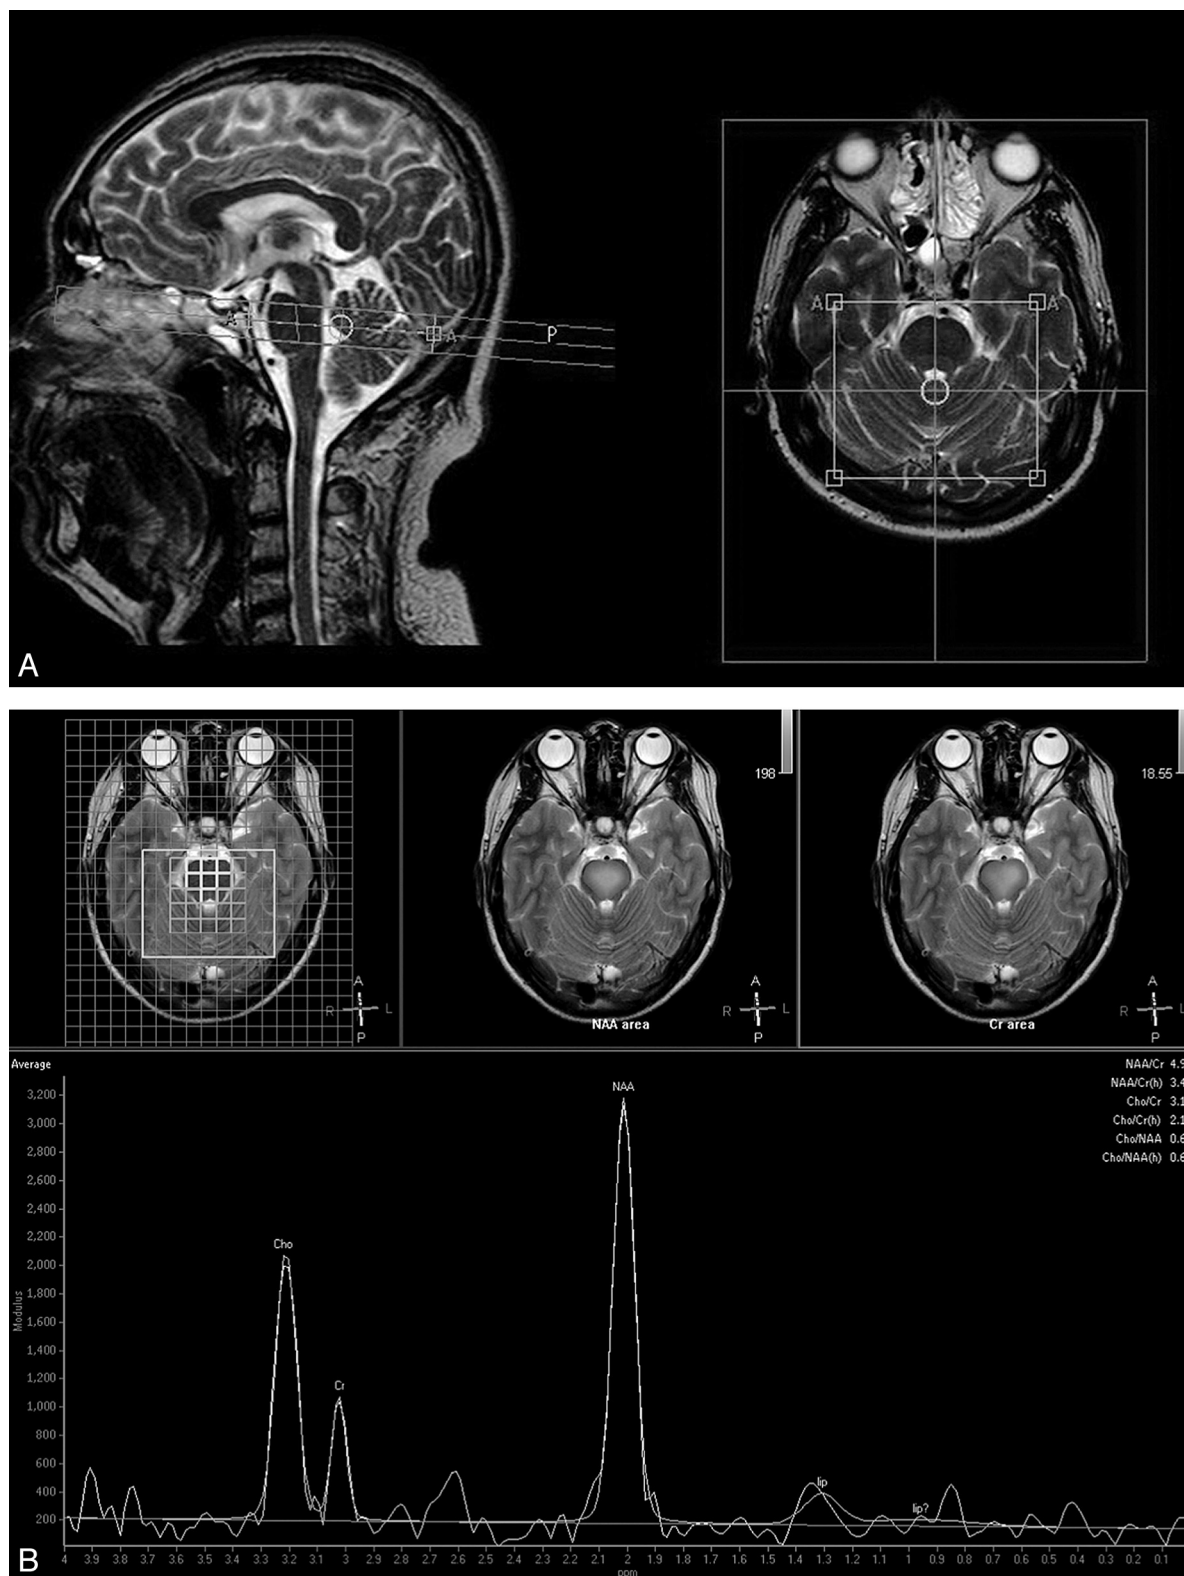 A A P
A A
A
198
18.55
A
R L
P
A
R L
P
A
R L
P
NAA area
Cr area
Average
NAA/Cr 4.9
NAA/Cr(h) 3.4
Cho/Cr 3.1
Cho/Cr(h) 2.1
Cho/NAA 0.6
Cho/NAA(h) 0.6
3,200
3,000
2,800
2,600
2,400
2,200
2,000
1,800
1,600
1,400
1,200
1,000
800
600
400
200
Modulus
Cho
Cr
NAA
lip
lip?
4 3.9 3.8 3.7 3.6 3.5 3.4 3.3 3.2 3.1 3 2.9 2.8 2.7 2.6 2.5 2.4 2.3 2.2 2.1 2 1.9 1.8 1.7 1.6 1.5 1.4 1.3 1.2 1.1 1 0.9 0.8 0.7 0.6 0.5 0.4 0.3 0.2 0.1
ppm
B